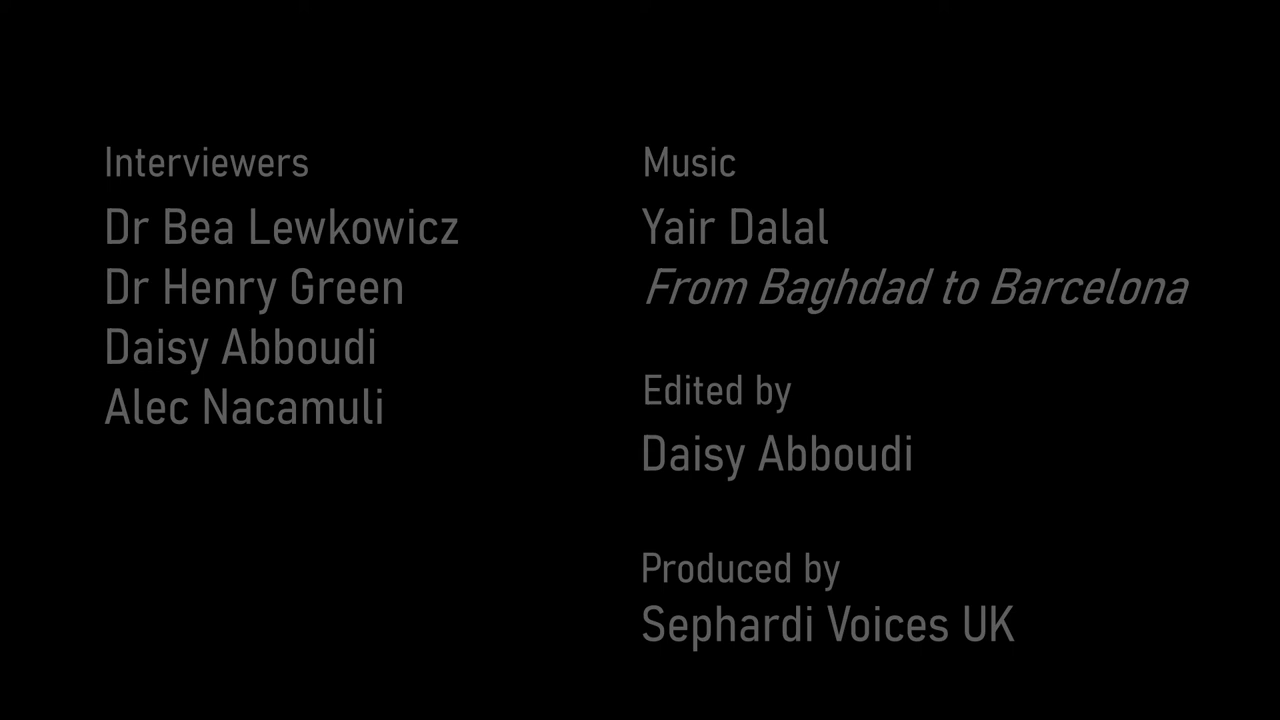 Interviewers
Dr Bea Lewkowicz
Dr Henry Green
Daisy Abboudi
Alec Nacamuli
Music
Yair Dalal
From Baghdad to Barcelona
Edited by
Daisy Abboudi
Produced by
Sephardi Voices UK